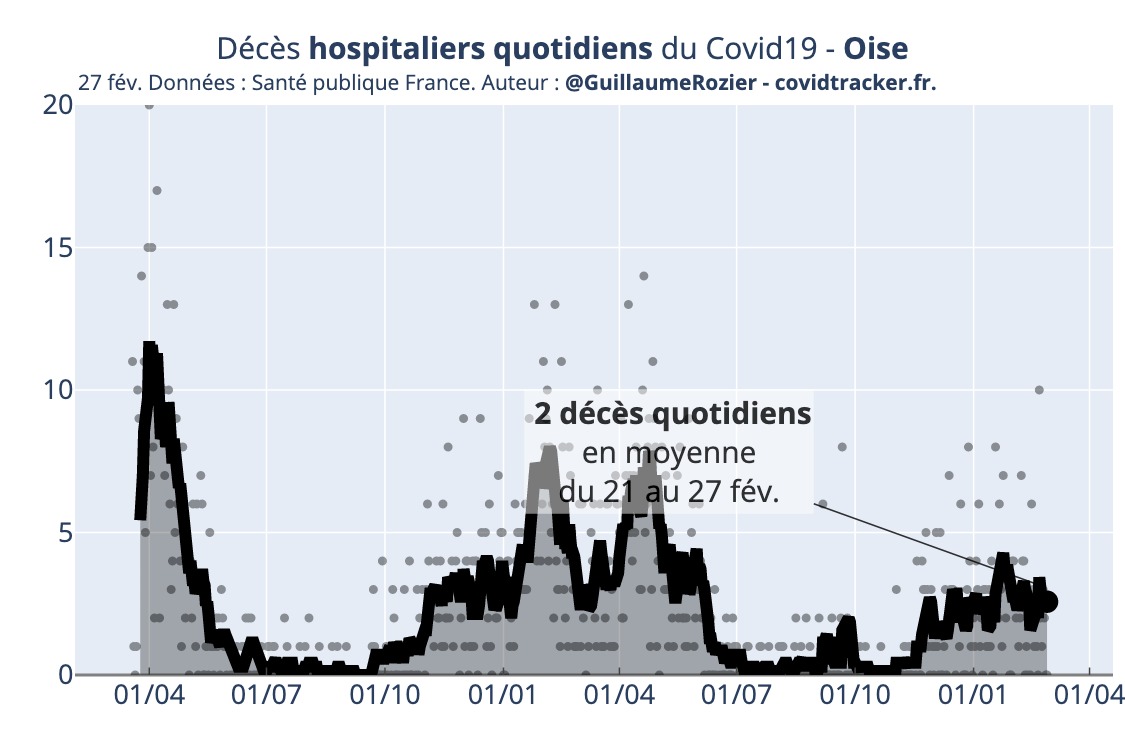 Décès hospitaliers quotidiens du Covid19 - Oise
27 fév. Données : Santé publique France. Auteur : @GuillaumeRozier - covidtracker.fr.
20
15
10
5
0
2 décès quotidiens
en moyenne
du 21 au 27 fév.
01/04 01/07 01/10 01/01 01/04 01/07 01/10 01/01 01/04